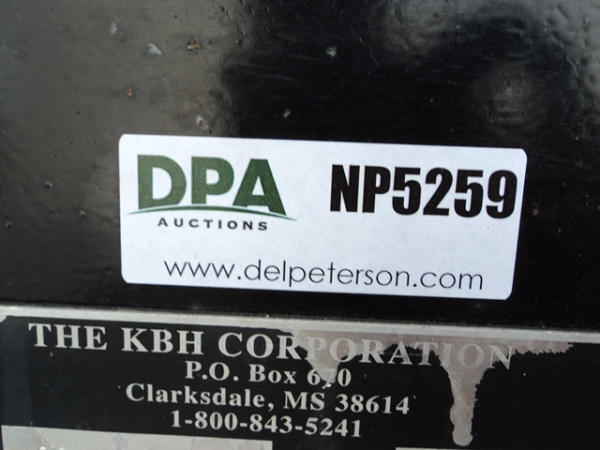 DPA
AUCTIONS
NP5259
www.delpeterson.com
THE KBH CORPORATION
P.O. Box 670
Clarksdale, MS 38614
1-800-843-5241